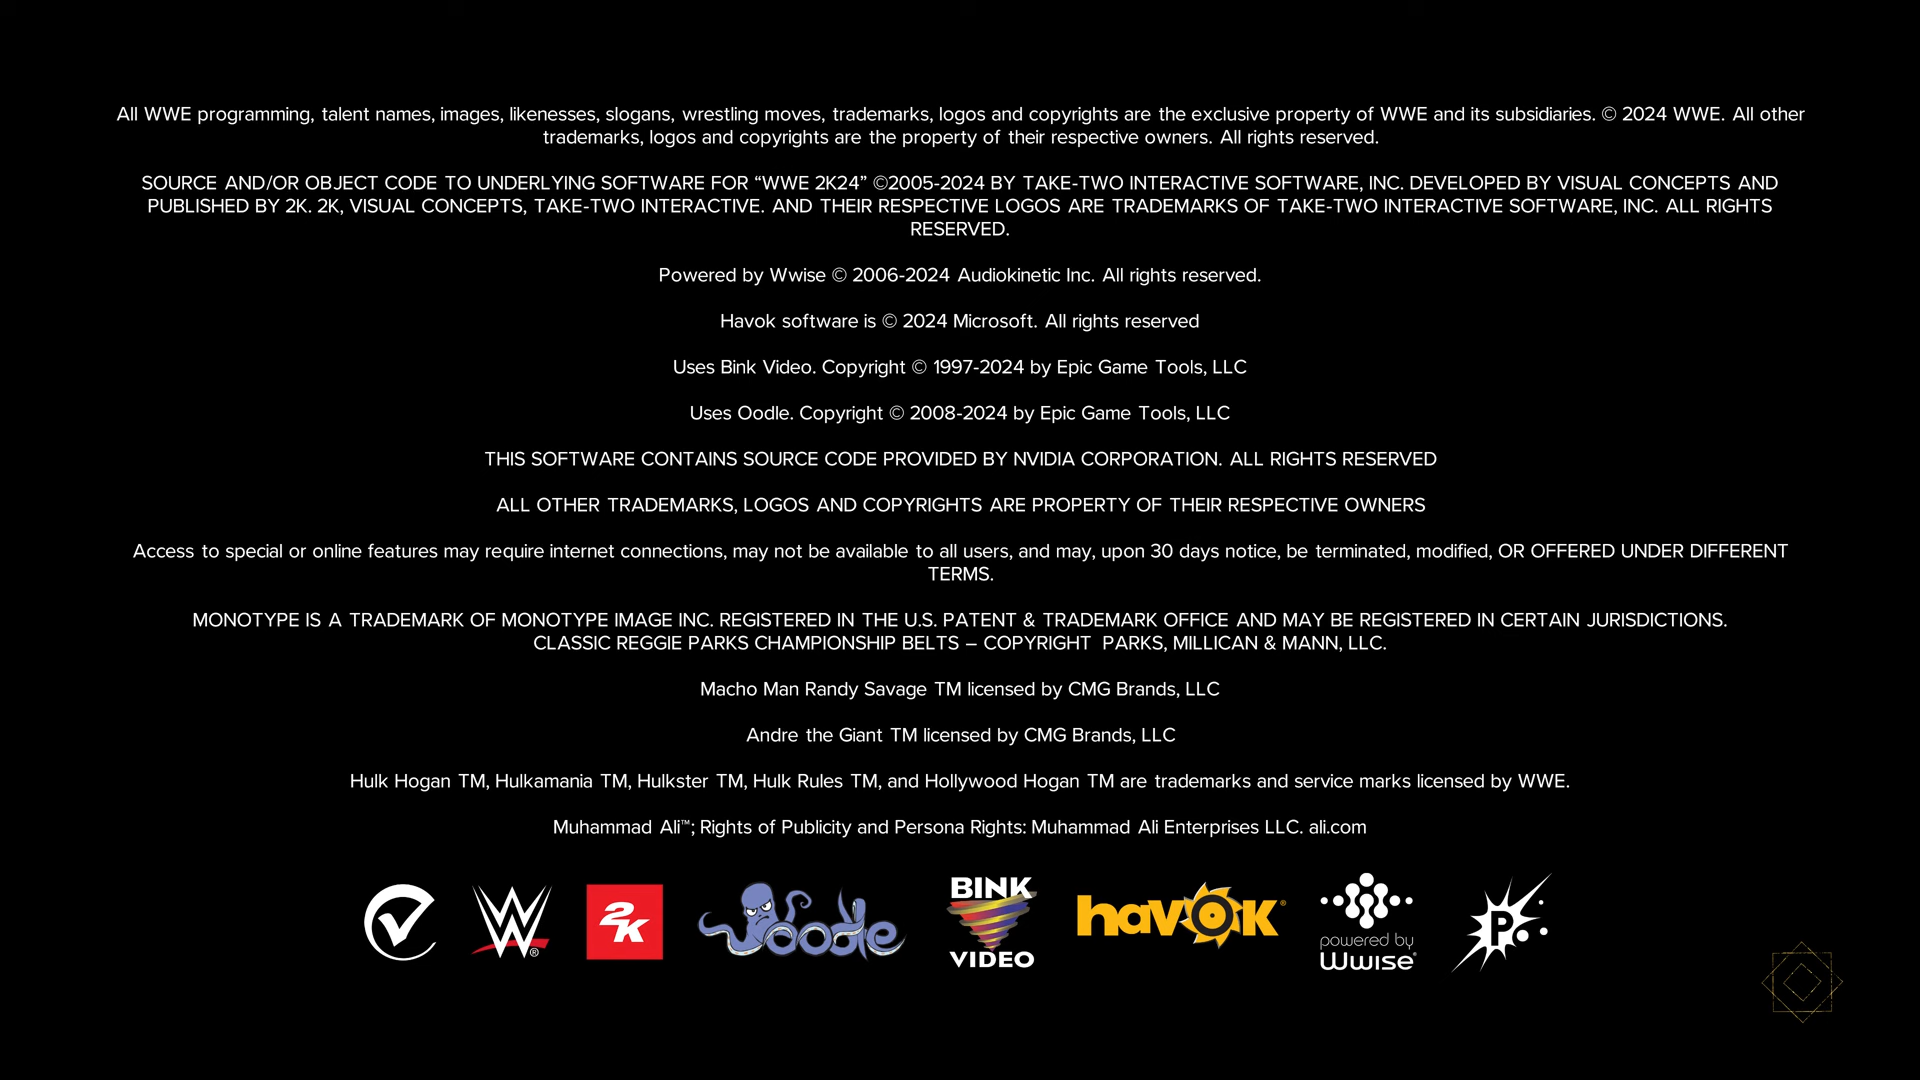 All WWE programming, talent names, images, likenesses, slogans, wrestling moves, trademarks, logos and copyrights are the exclusive property of WWE and its subsidiaries. © 2024 WWE. All other
trademarks, logos and copyrights are the property of their respective owners. All rights reserved.
SOURCE AND/OR OBJECT CODE TO UNDERLYING SOFTWARE FOR “WWE 2K24” ©2005-2024 BY TAKE-TWO INTERACTIVE SOFTWARE, INC. DEVELOPED BY VISUAL CONCEPTS AND
PUBLISHED BY 2K. 2K, VISUAL CONCEPTS, TAKE-TWO INTERACTIVE. AND THEIR RESPECTIVE LOGOS ARE TRADEMARKS OF TAKE-TWO INTERACTIVE SOFTWARE, INC. ALL RIGHTS
RESERVED.
Powered by Wwise © 2006-2024 Audiokinetic Inc. All rights reserved.
Havok software is © 2024 Microsoft. All rights reserved
Uses Bink Video. Copyright © 1997-2024 by Epic Game Tools, LLC
Uses Oodle. Copyright © 2008-2024 by Epic Game Tools, LLC
THIS SOFTWARE CONTAINS SOURCE CODE PROVIDED BY NVIDIA CORPORATION. ALL RIGHTS RESERVED
ALL OTHER TRADEMARKS, LOGOS AND COPYRIGHTS ARE PROPERTY OF THEIR RESPECTIVE OWNERS
Access to special or online features may require internet connections, may not be available to all users, and may, upon 30 days notice, be terminated, modified, OR OFFERED UNDER DIFFERENT
TERMS.
MONOTYPE IS A TRADEMARK OF MONOTYPE IMAGE INC. REGISTERED IN THE U.S. PATENT & TRADEMARK OFFICE AND MAY BE REGISTERED IN CERTAIN JURISDICTIONS.
CLASSIC REGGIE PARKS CHAMPIONSHIP BELTS – COPYRIGHT PARKS, MILLICAN & MANN, LLC.
Macho Man Randy Savage TM licensed by CMG Brands, LLC
Andre the Giant TM licensed by CMG Brands, LLC
Hulk Hogan TM, Hulkamania TM, Hulkster TM, Hulk Rules TM, and Hollywood Hogan TM are trademarks and service marks licensed by WWE.
Muhammad Ali™; Rights of Publicity and Persona Rights: Muhammad Ali Enterprises LLC. ali.com
W ®
2K
oodle
BINK
VIDEO
havok ®
powered by
Wwise®
P